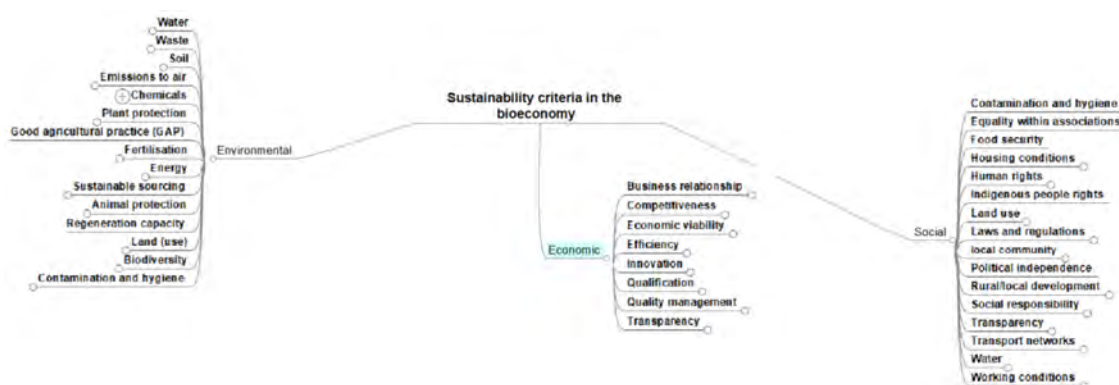 Sustainability criteria in the
bioeconomy
Environmental
Water
Waste
Soil
Emissions to air
Chemicals
Plant protection
Good agricultural practice (GAP)
Fertilisation
Energy
Sustainable sourcing
Animal protection
Regeneration capacity
Land (use)
Biodiversity
Contamination and hygiene
Economic
Business relationship
Competitiveness
Economic viability
Efficiency
Innovation
Qualification
Quality management
Transparency
Social
Contamination and hygiene
Equality within associations
Food security
Housing conditions
Human rights
Indigenous people rights
Land use
Laws and regulations
local community
Political independence
Rural/local development
Social responsibility
Transparency
Transport networks
Water
Working conditions